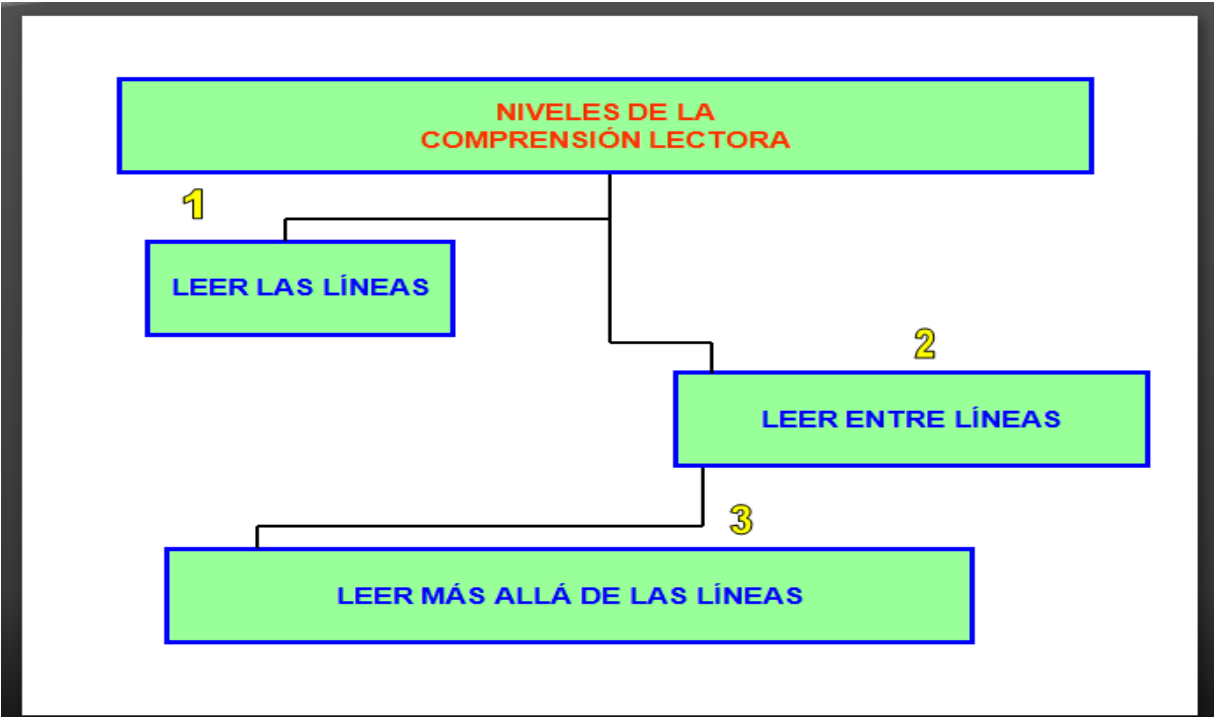 NIVELES DE LA
COMPRENSIÓN LECTORA
1
LEER LAS LÍNEAS
2
LEER ENTRE LÍNEAS
3
LEER MÁS ALLÁ DE LAS LÍNEAS